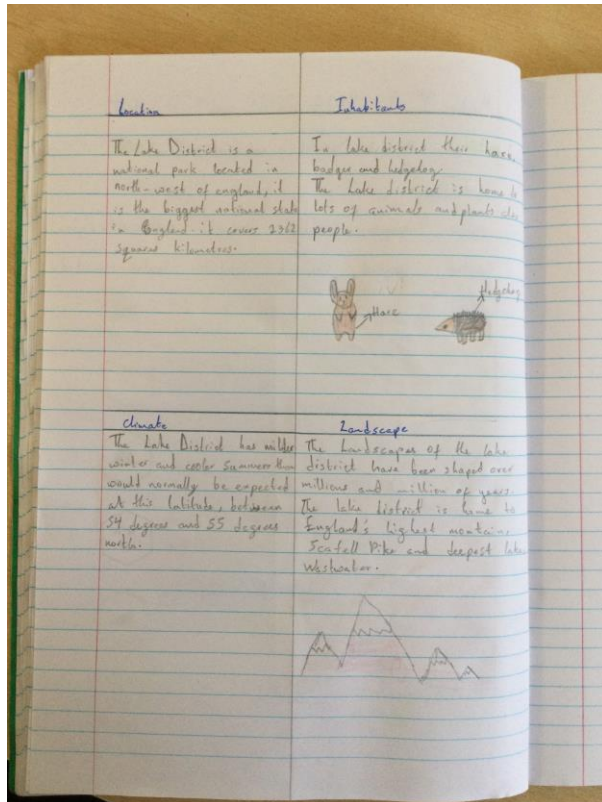 Location
The Lake District is a
national park located in
north-west of england, it
is the biggest national state
in England it covers 2362
square kilometres.
Inhabitants
In lake district their hare,
badger and hedgehog.
The Lake district is home to
lots of animals and plants also
people.
Hare
Hedgehog
climate
The Lake District has milder
winter and cooler summer than
would normally be expected
at this latitude, between
54 degrees and 55 degrees
north.
Landscape
The Landscapes of the Lake
district have been shaped over
millions and million of years.
The lake district is home to
England's highest montain,
Scafell Pike and deepest lake
Wastwater.